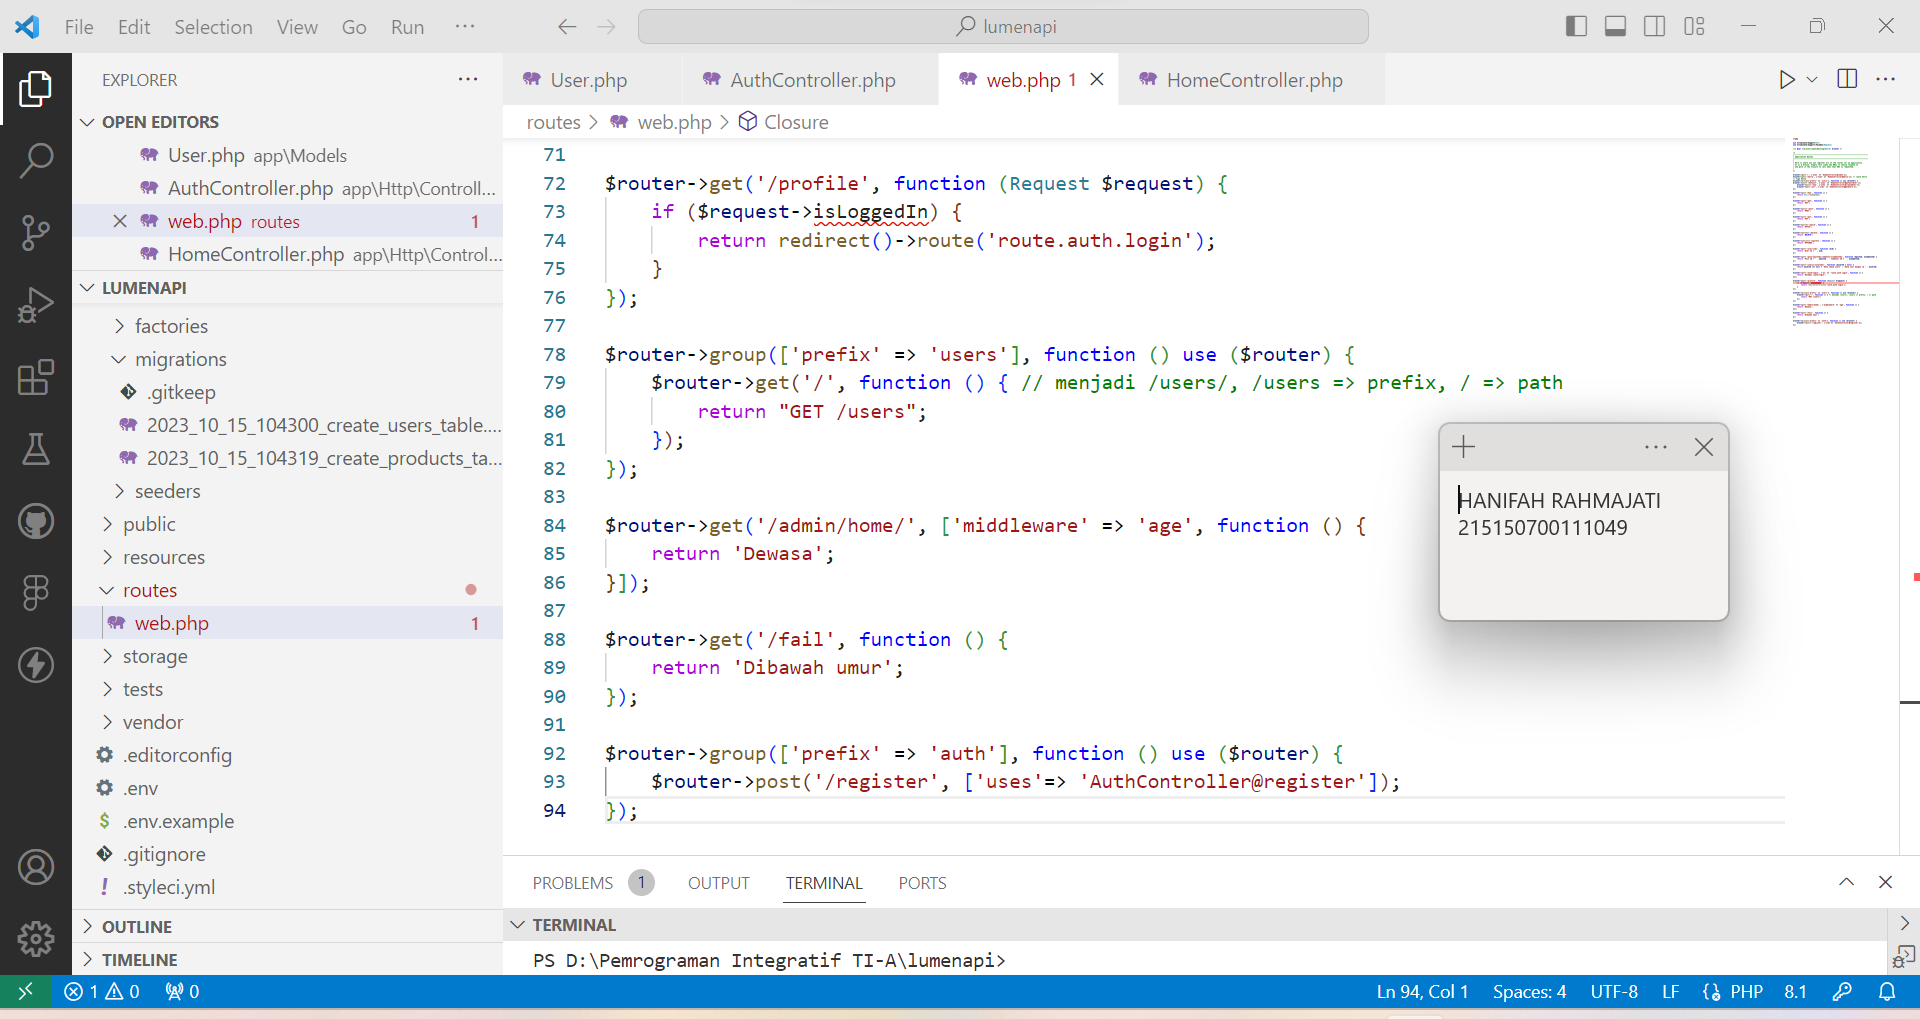 File Edit Selection View Go Run ··· lumenapi
EXPLORER ···
OPEN EDITORS
User.php app\Models
AuthController.php app\Http\Controll...
web.php routes 1
HomeController.php app\Http\Control...
LUMENAPI
factories
migrations
.gitkeep
2023_10_15_104300_create_users_table....
2023_10_15_104319_create_products_ta...
seeders
public
resources
routes
web.php 1
storage
tests
vendor
.editorconfig
.env
$ .env.example
.gitignore
! .styleci.yml
OUTLINE
TIMELINE
User.php AuthController.php web.php 1 HomeController.php ···
routes > web.php > Closure
71
72 $router->get('/profile', function (Request $request) {
73 if ($request->isLoggedIn) {
74 return redirect()->route('route.auth.login');
75 }
76 });
77
78 $router->group(['prefix' => 'users'], function () use ($router) {
79 $router->get('/', function () { // menjadi /users/, /users => prefix, / => path
80 return "GET /users";
81 });
82 });
83
84 $router->get('/admin/home/', ['middleware' => 'age', function () {
85 return 'Dewasa';
86 }]);
87
88 $router->get('/fail', function () {
89 return 'Dibawah umur';
90 });
91
92 $router->group(['prefix' => 'auth'], function () use ($router) {
93 $router->post('/register', ['uses'=> 'AuthController@register']);
94 });
HANIFAH RAHMAJATI
215150700111049
PROBLEMS 1 OUTPUT TERMINAL PORTS
TERMINAL
PS D:\Pemrograman Integratif TI-A\lumenapi>
1 0 0 Ln 94, Col 1 Spaces: 4 UTF-8 LF PHP 8.1